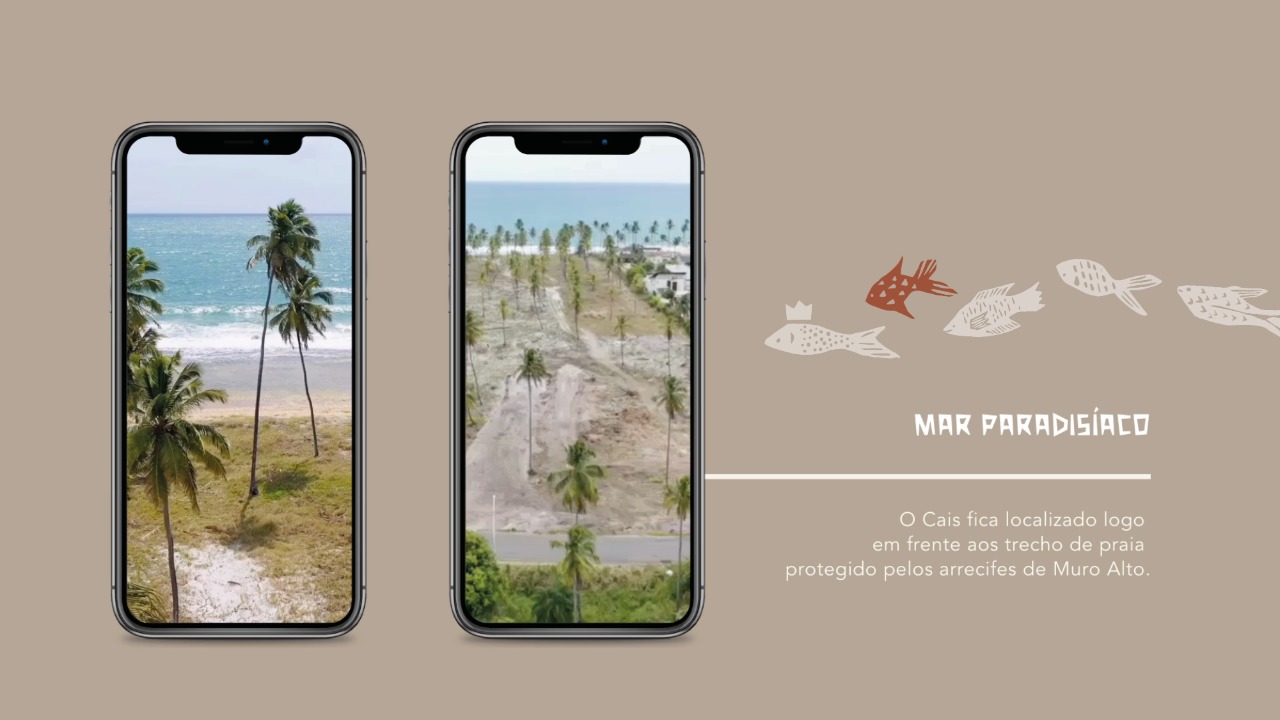 MAR PARADISÍACO
O Cais fica localizado logo
em frente aos trecho de praia
protegido pelos arrecifes de Muro Alto.